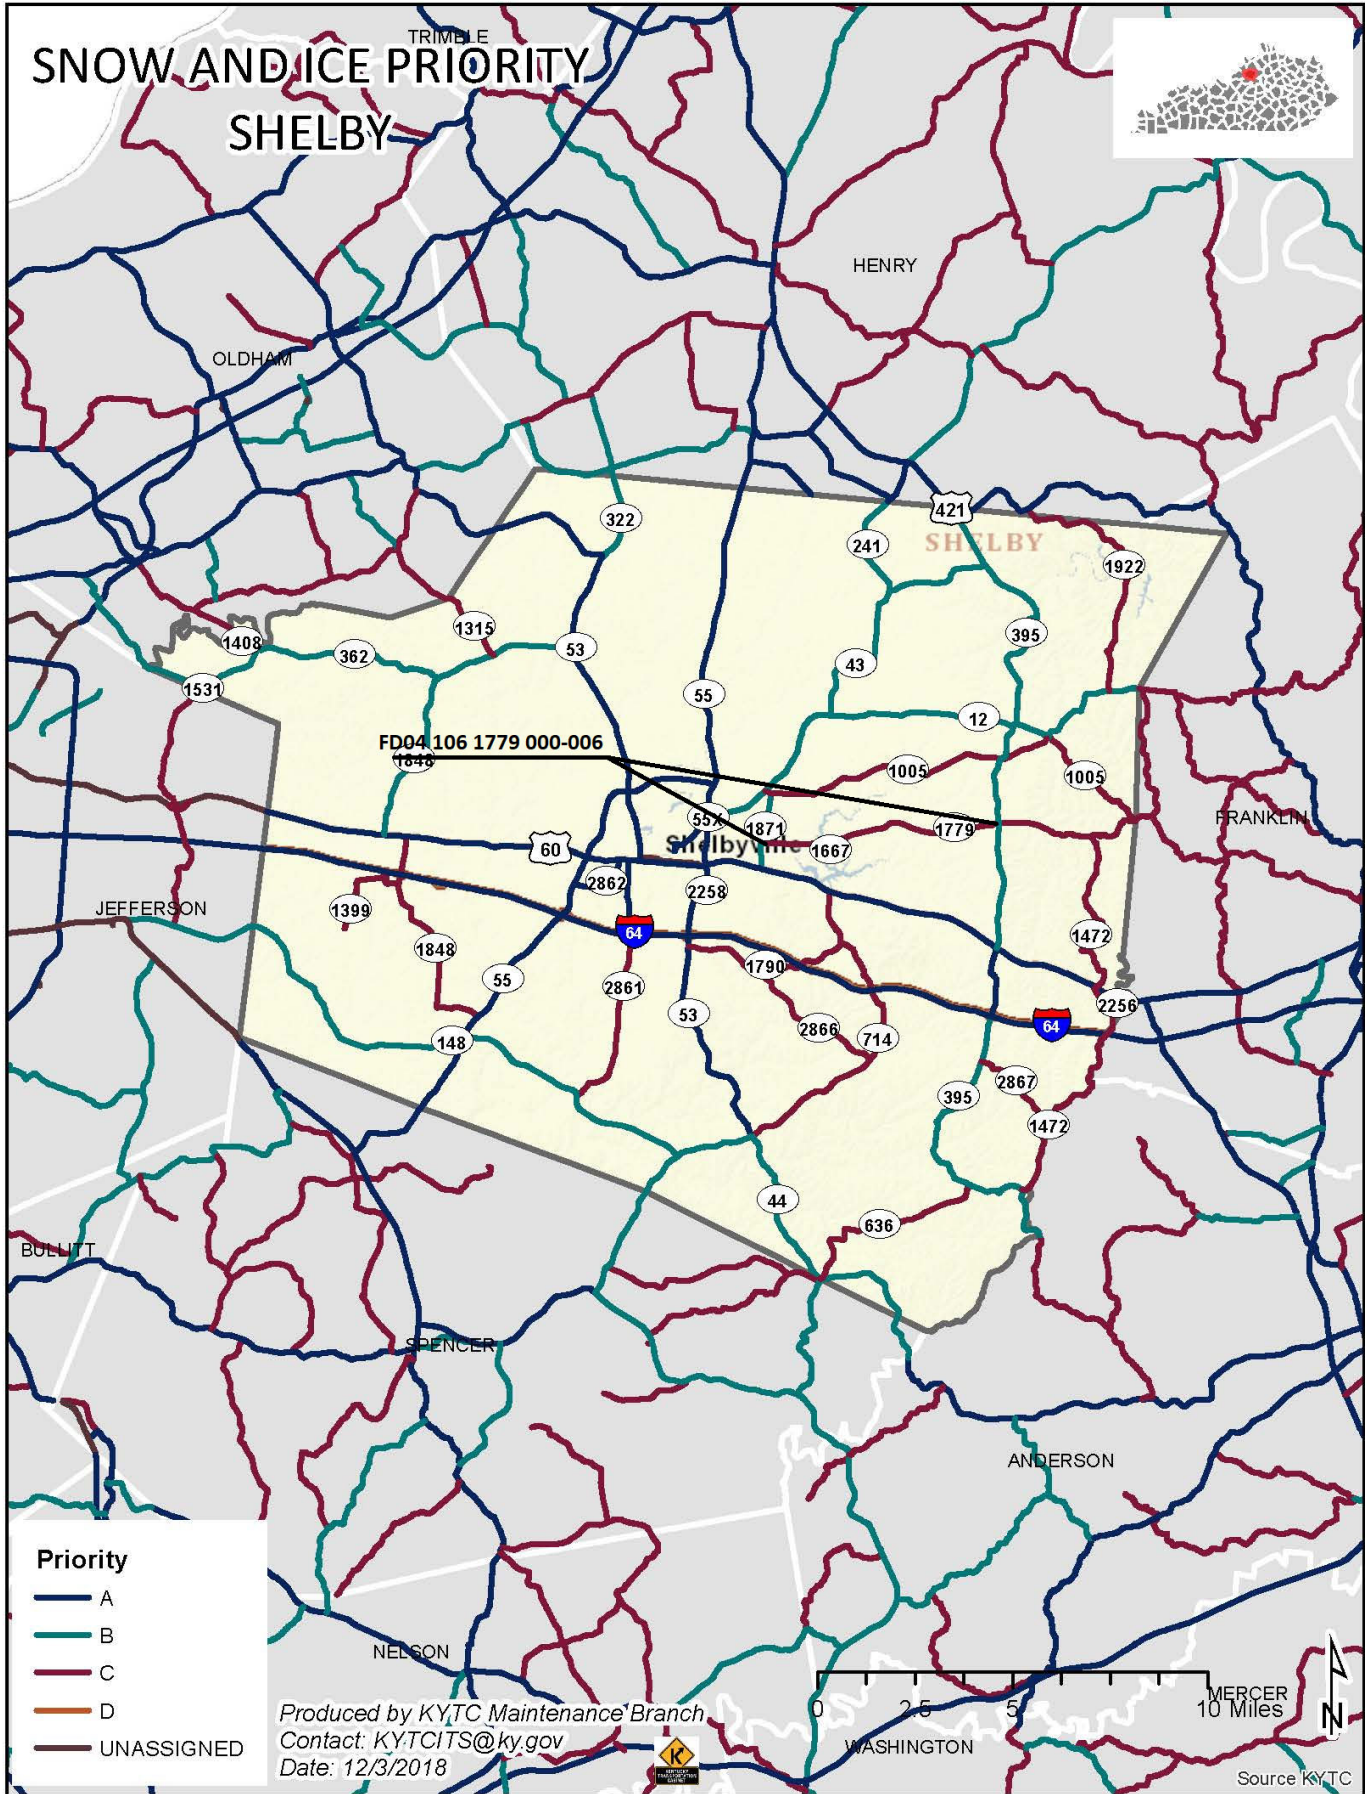 SNOW AND ICE PRIORITY
SHELBY
TRIMBLE
HENRY
OLDHAM
322
421
241
SHELBY
1922
1315
395
1408
362
53
43
1531
55
12
FD04 106 1779 000-006
1848
1005
1005
55X
1871
1779
FRANKLIN
Shelbyville
1667
60
2862
2258
1399
JEFFERSON
64
1472
1848
1790
55
2861
2256
53
2866
64
714
148
2867
395
1472
44
636
BULLITT
SPENCER
ANDERSON
Priority
A
B
C
D
UNASSIGNED
NELSON
Produced by KYTC Maintenance Branch
Contact: KYTCITS@ky.gov
Date: 12/3/2018
K
KENTUCKY
TRANSPORTATION
CABINET
0 2.5 5 10 Miles
MERCER
WASHINGTON
N
Source KYTC